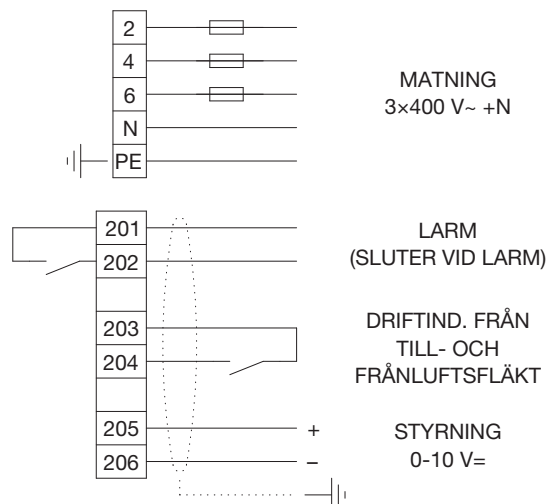 2
4
6
N
PE
MATNING
3×400 V~ +N
201
202
LARM
(SLUTER VID LARM)
203
204
DRIFTIND. FRÅN
TILL- OCH
FRÅNLUFTSFLÄKT
205
206
+
–
STYRNING
0-10 V=